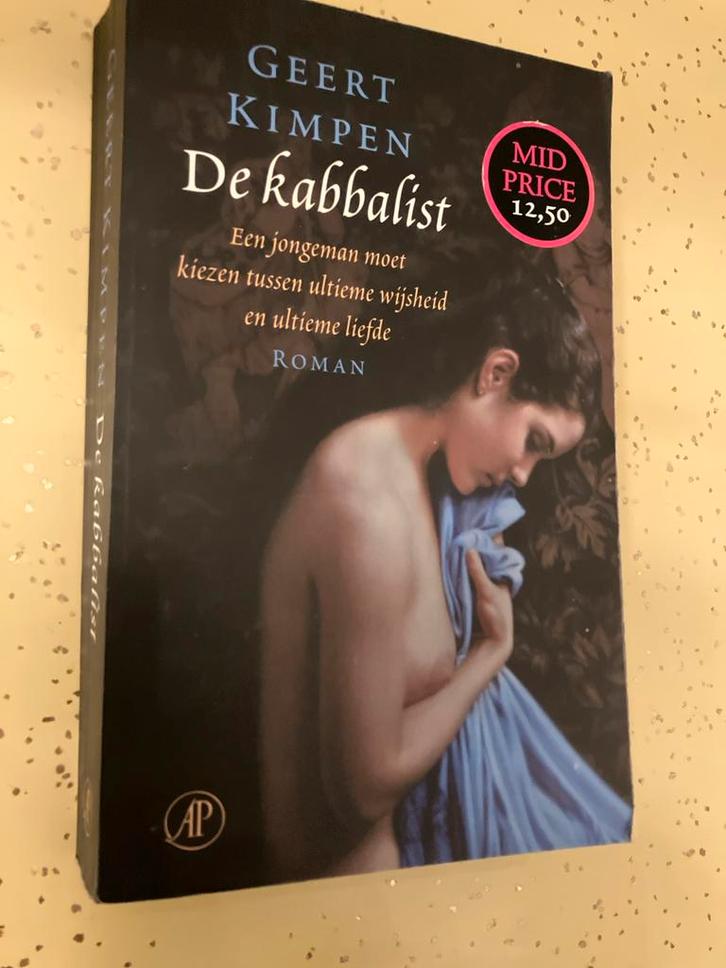 GEERT
KIMPEN
De kabbalist
Een jongeman moet
kiezen tussen ultieme wijsheid
en ultieme liefde
ROMAN
MID
PRICE
12,50
AP
GEERT KIMPEN De kabbalist